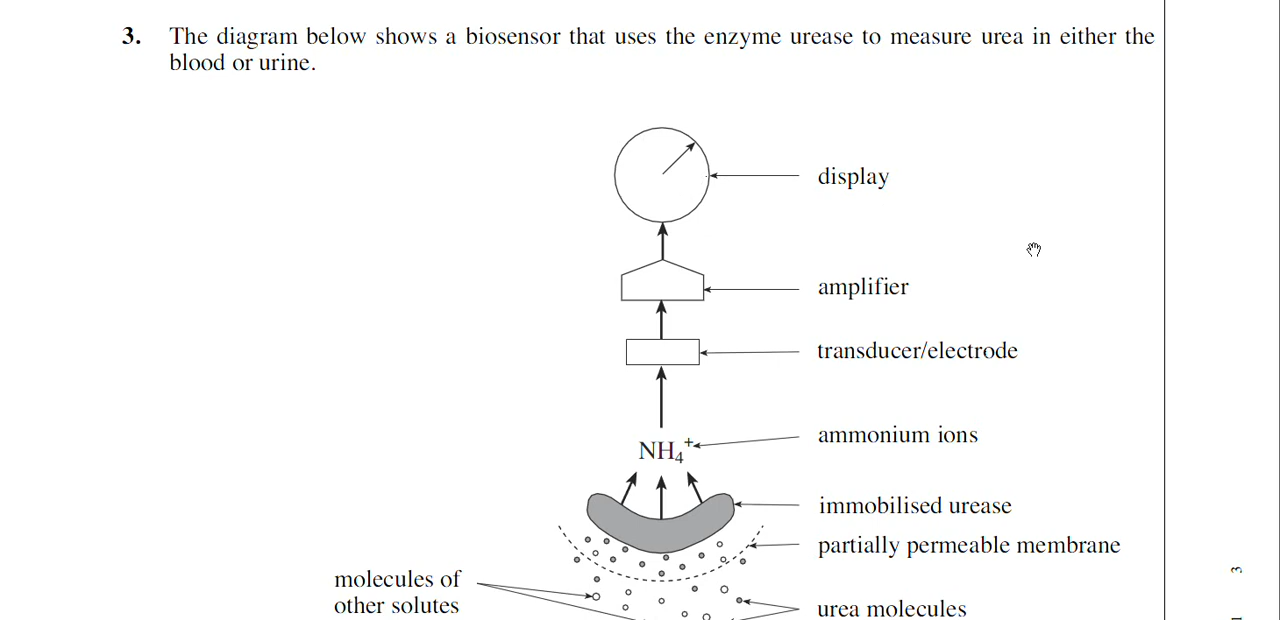 3. The diagram below shows a biosensor that uses the enzyme urease to measure urea in either the
blood or urine.
display
amplifier
transducer/electrode
ammonium ions
NH₄⁺
immobilised urease
partially permeable membrane
molecules of
other solutes
urea molecules
3